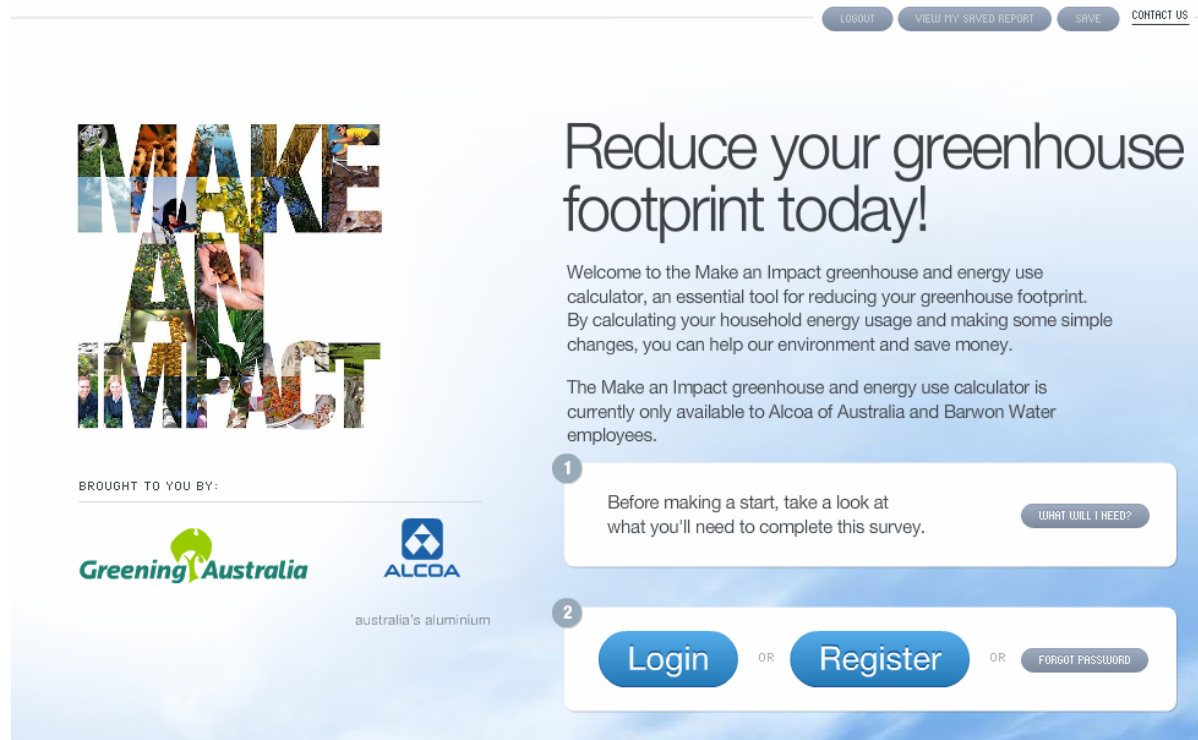 LOGOUT
VIEW MY SAVED REPORT
SAVE
CONTACT US
MAKE
AN
IMPACT
Reduce your greenhouse
footprint today!
Welcome to the Make an Impact greenhouse and energy use
calculator, an essential tool for reducing your greenhouse footprint.
By calculating your household energy usage and making some simple
changes, you can help our environment and save money.
The Make an Impact greenhouse and energy use calculator is
currently only available to Alcoa of Australia and Barwon Water
employees.
BROUGHT TO YOU BY:
Greening Australia
ALCOA
australia's aluminium
1
Before making a start, take a look at
what you'll need to complete this survey.
WHAT WILL I NEED?
2
Login
OR
Register
OR
FORGOT PASSWORD